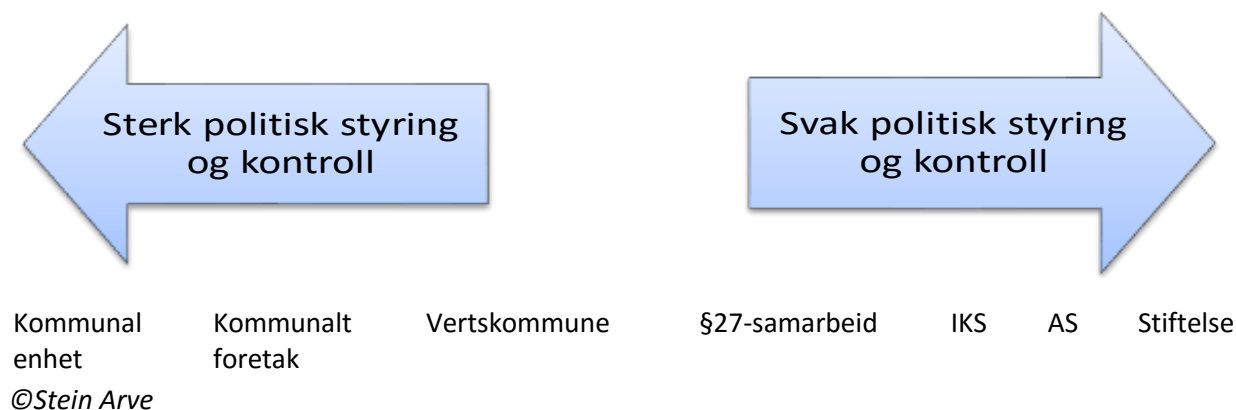 Sterk politisk styring
og kontroll
Svak politisk styring
og kontroll
Kommunal enhet
Kommunalt foretak
Vertskommune
§27-samarbeid
IKS
AS
Stiftelse
©Stein Arve